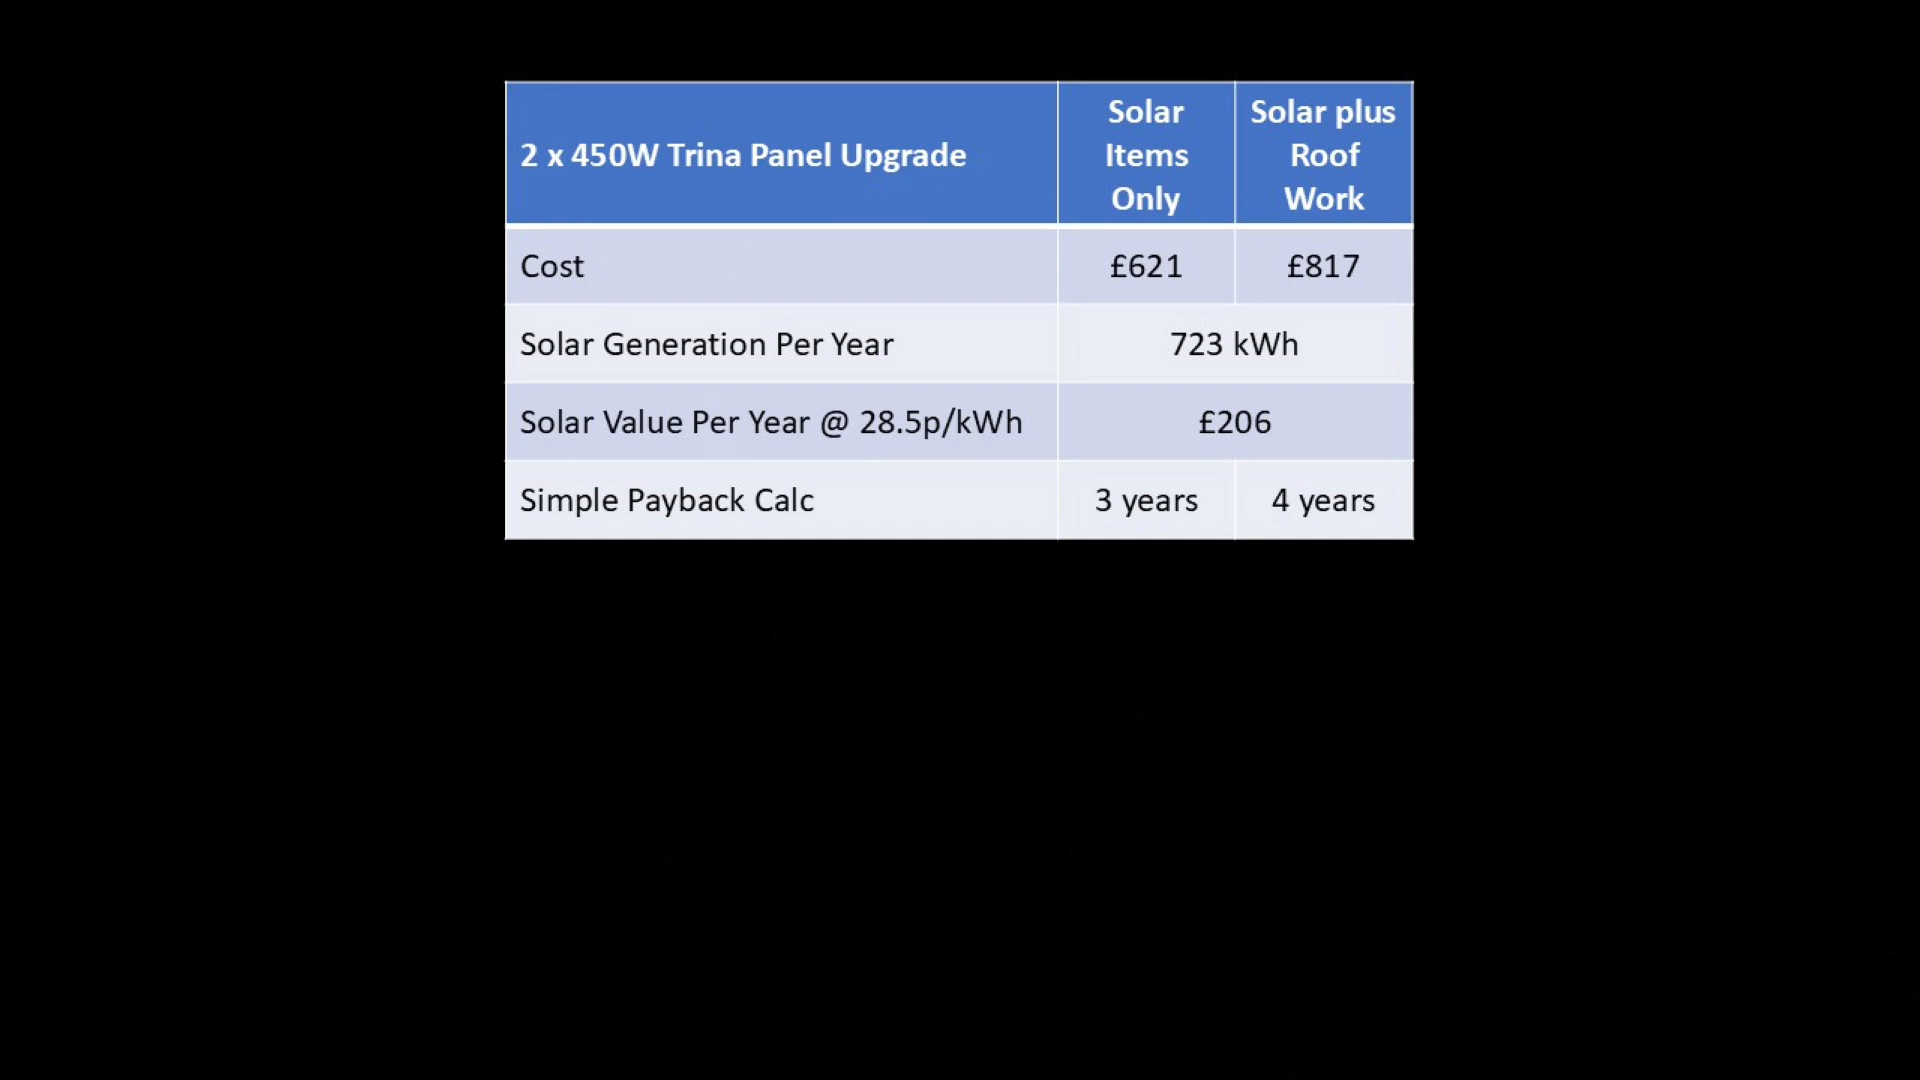 2 x 450W Trina Panel Upgrade
Solar
Items
Only
Solar plus
Roof
Work
Cost
£621
£817
Solar Generation Per Year
723 kWh
Solar Value Per Year @ 28.5p/kWh
£206
Simple Payback Calc
3 years
4 years